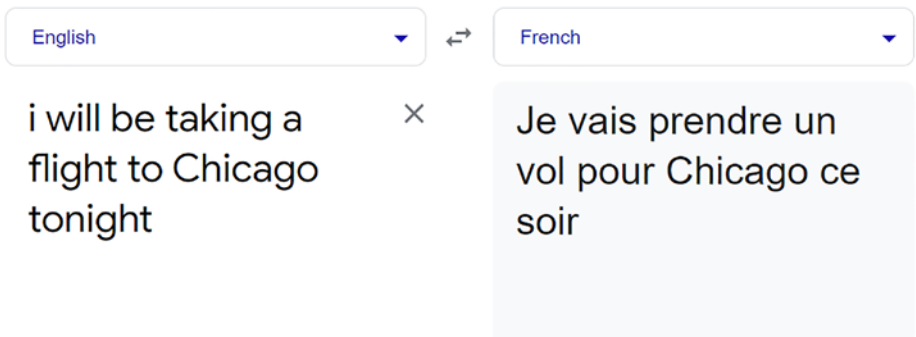 English
French
i will be taking a
flight to Chicago
tonight
Je vais prendre un
vol pour Chicago ce
soir